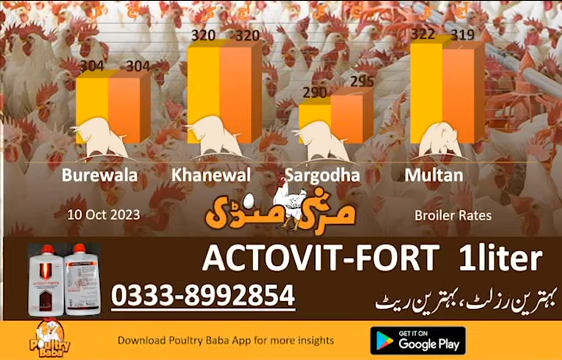 304 304 320 320 290 295 322 319
Burewala Khanewal Sargodha Multan
10 Oct 2023 مرغی منڈی Broiler Rates
ACTOVIT-FORT 1liter
0333-8992854 بہترین رزلٹ، بہترین ریٹ
Poultry Baba
Download Poultry Baba App for more insights
GET IT ON
Google Play